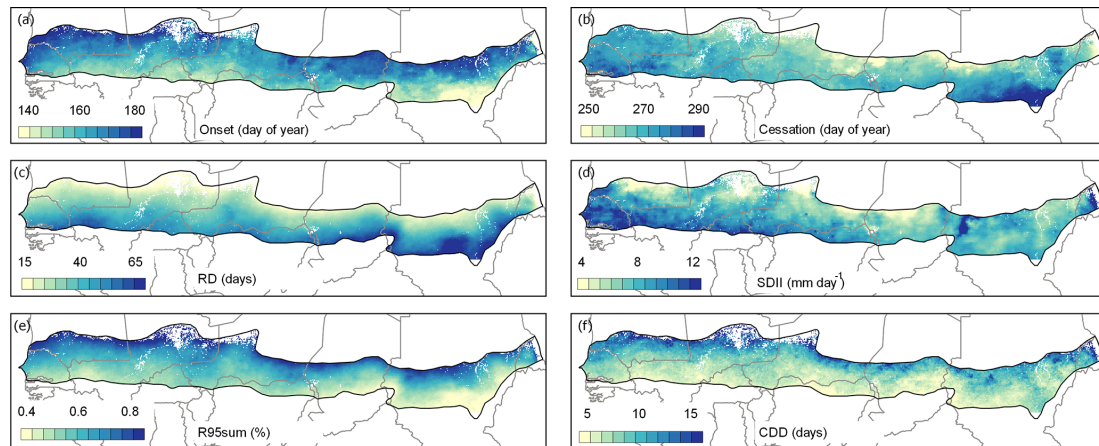 (a)
140 160 180
Onset (day of year)
(b)
250 270 290
Cessation (day of year)
(c)
15 40 65
RD (days)
(d)
4 8 12
SDII (mm day⁻¹)
(e)
0.4 0.6 0.8
R95sum (%)
(f)
5 10 15
CDD (days)